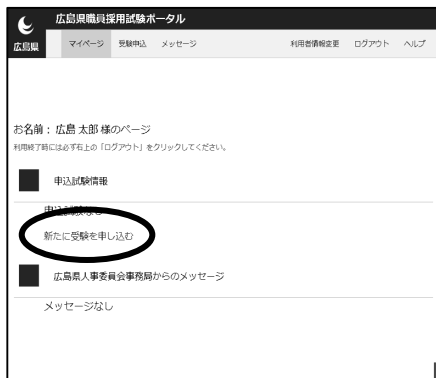 広島県職員採用試験ポータル
広島県
マイページ 受験申込 メッセージ 利用者情報変更 ログアウト ヘルプ
お名前：広島 太郎 様のページ
利用終了時には必ず右上の「ログアウト」をクリックしてください。
申込試験情報
申込試験なし
新たに受験を申し込む
広島県人事委員会事務局からのメッセージ
メッセージなし